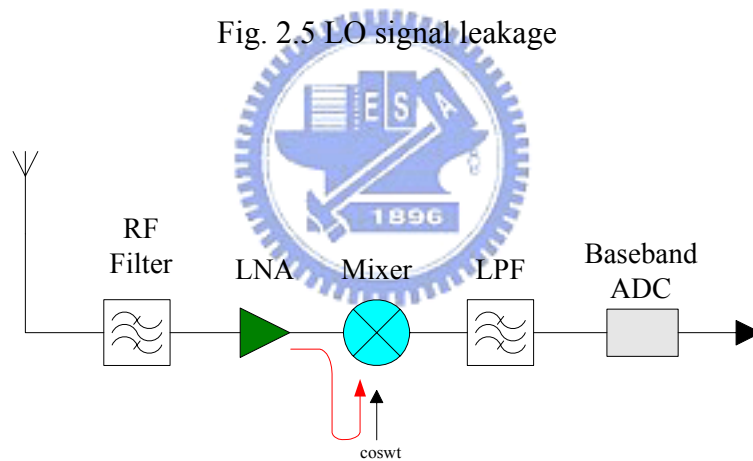 Fig. 2.5 LO signal leakage
E S A
1896
RF
Filter
LNA
Mixer
LPF
Baseband
ADC
coswt